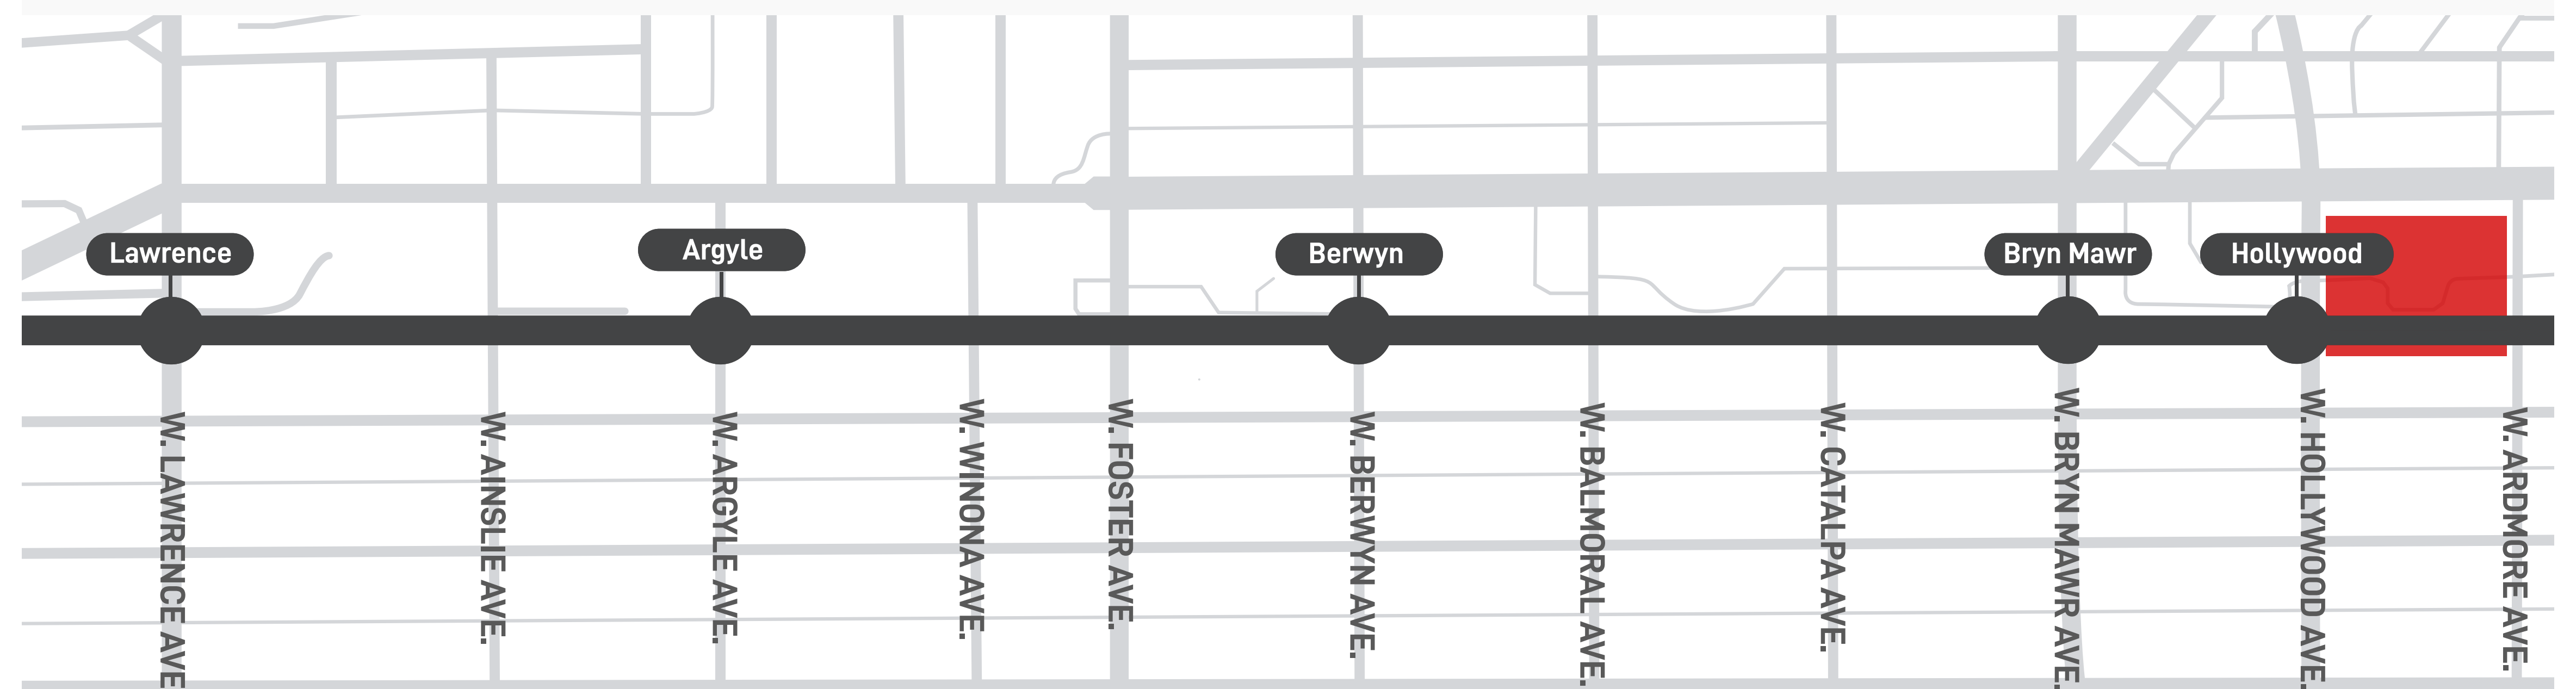 Lawrence
Argyle
Berwyn
Bryn Mawr
Hollywood
W. LAWRENCE AVE
W. AINSLIE AVE.
W. ARGYLE AVE.
W. WINONA AVE.
W. FOSTER AVE.
W. BERWYN AVE.
W. BALMORAL AVE.
W. CATALPA AVE.
W. BRYN MAWR AVE.
W. HOLLYWOOD AVE.
W. ARDMORE AVE.